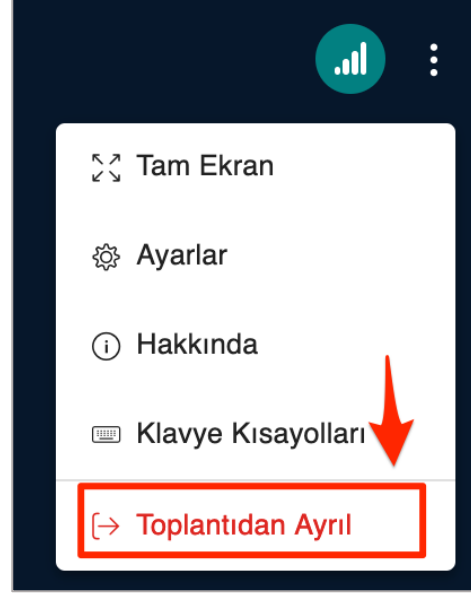 Tam Ekran
Ayarlar
Hakkında
Klavye Kısayolları
Toplantıdan Ayrıl